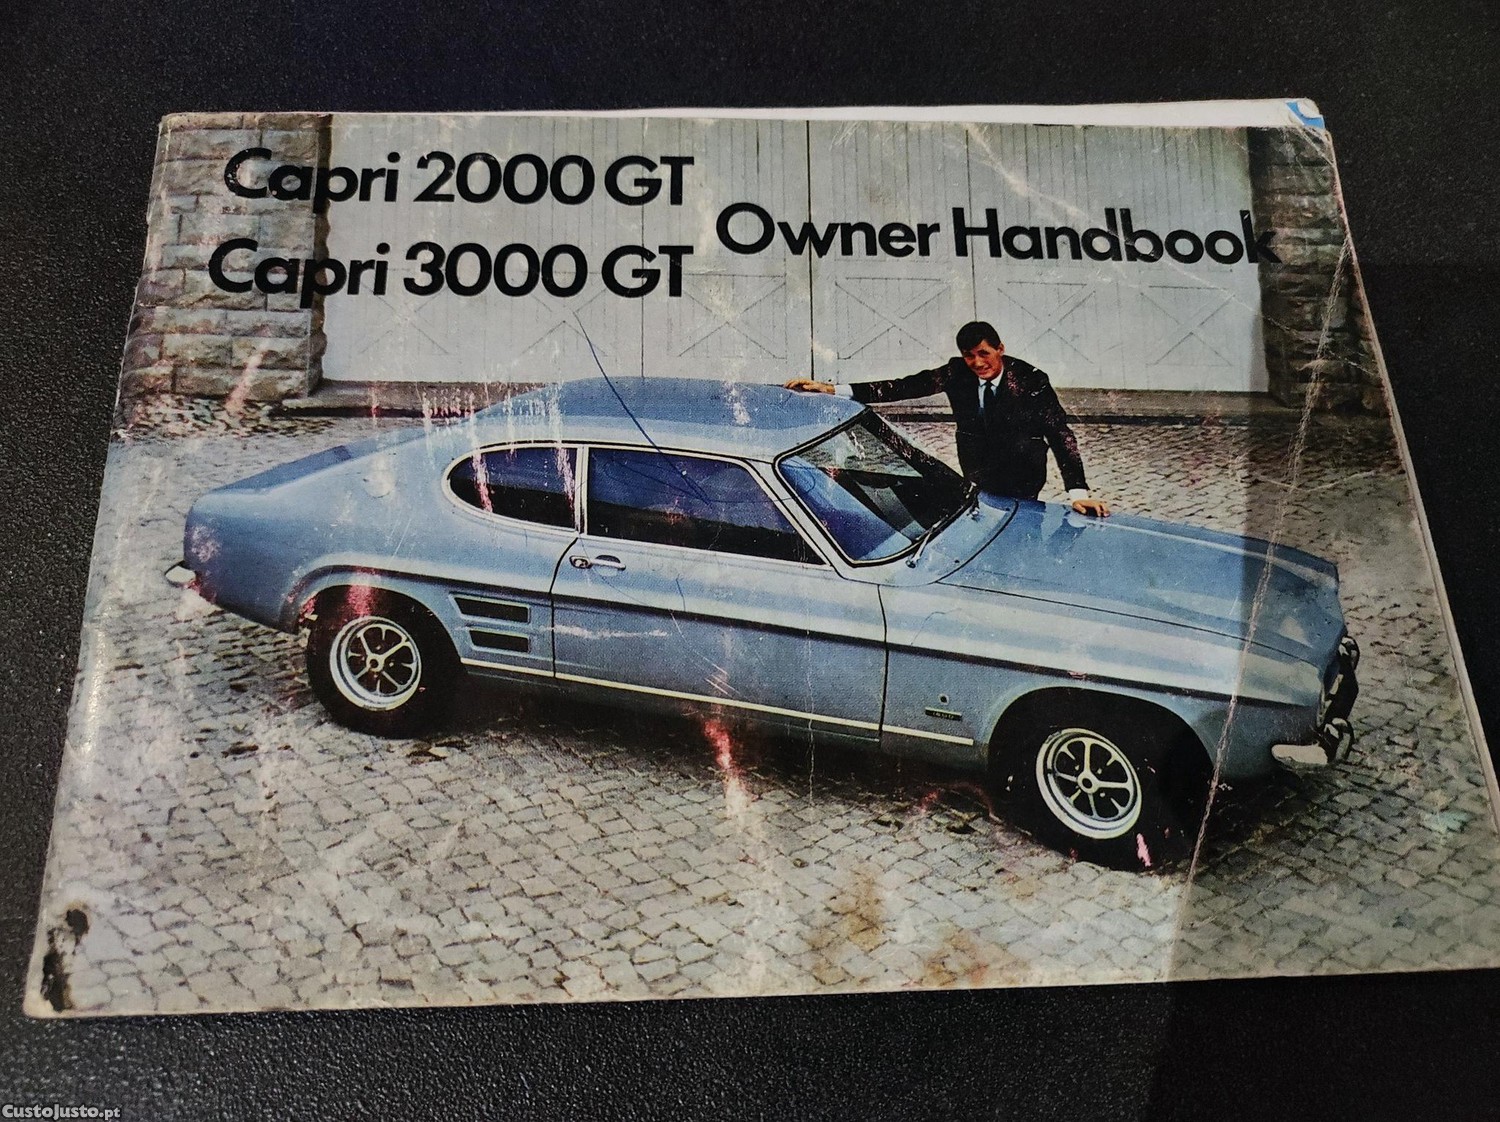 Capri 2000 GT
Capri 3000 GT
Owner Handbook
CustoJusto.pt